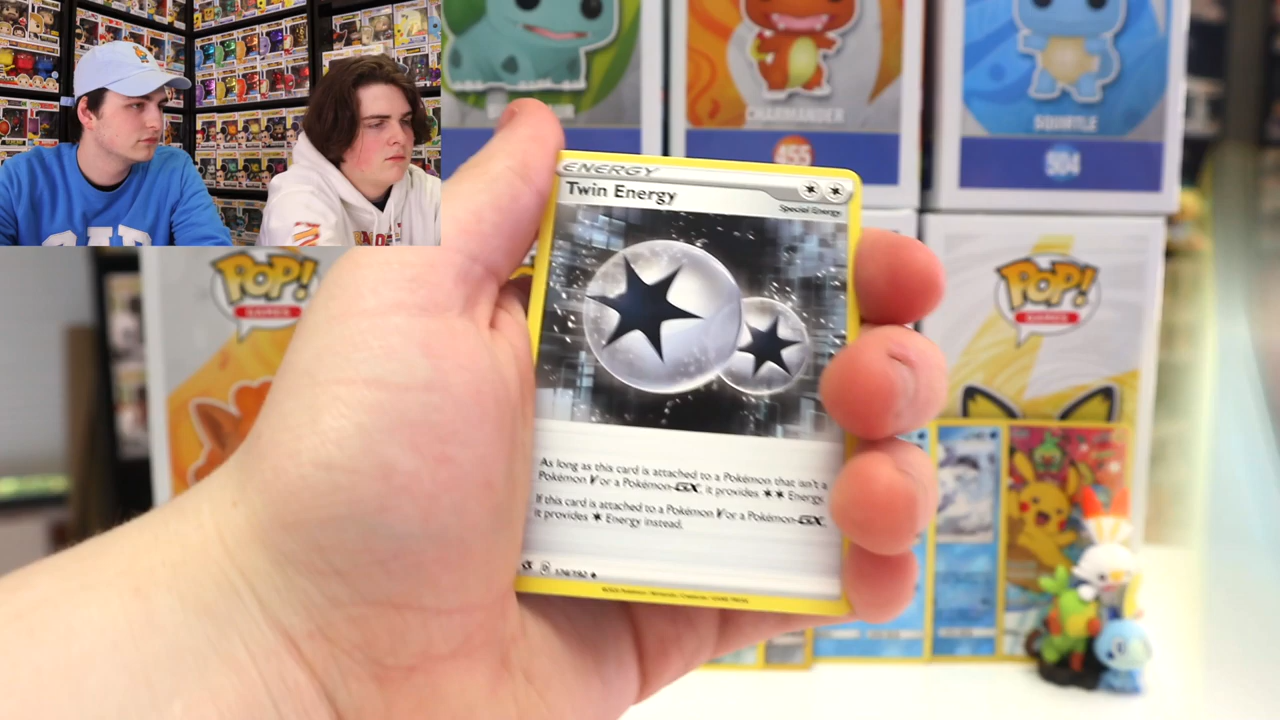 CHARMANDER
SQUIRTLE
455
504
ENERGY
Twin Energy
Special Energy
POP!
GAMES
POP!
GAMES
As long as this card is attached to a Pokémon that isn't a
Pokémon V or a Pokémon-GX, it provides Energy.
If this card is attached to a Pokémon V or a Pokémon-GX,
it provides Energy instead.
GAP